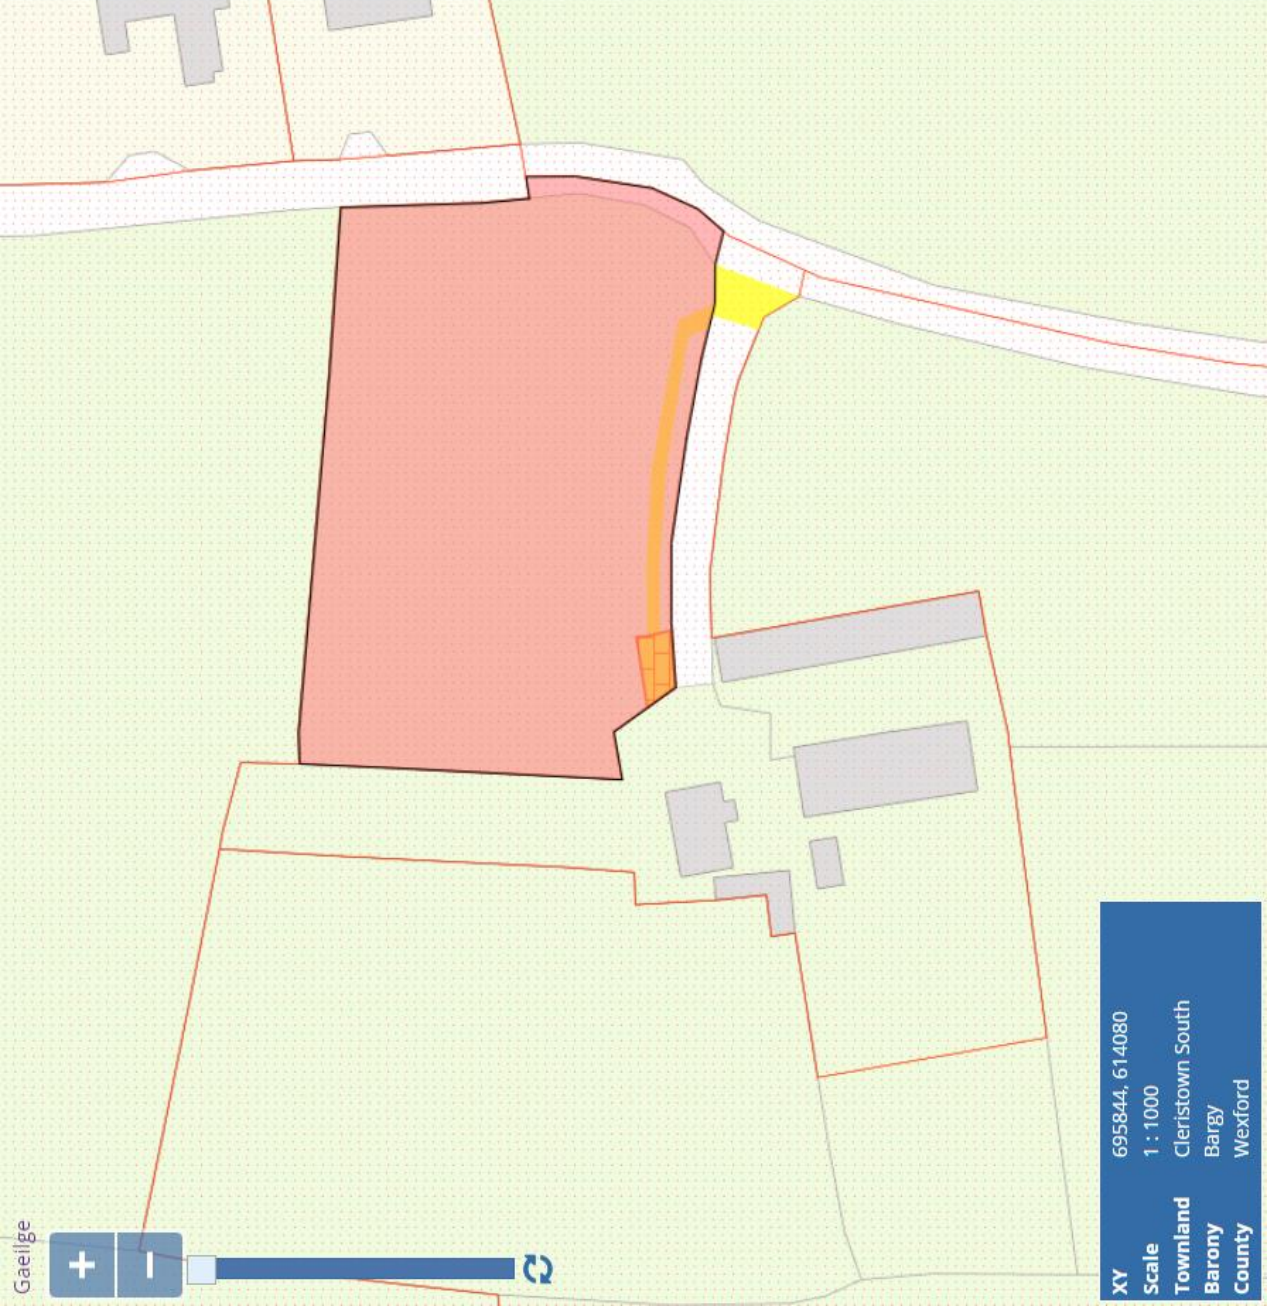 Gaeilge
+
−
XY 695844, 614080
Scale 1 : 1000
Townland Cleristown South
Barony Bargy
County Wexford